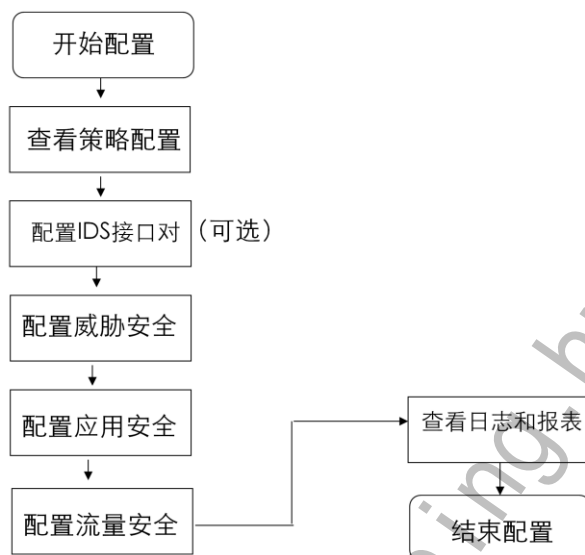 开始配置
查看策略配置
配置IDS接口对（可选）
配置威胁安全
配置应用安全
配置流量安全
查看日志和报表
结束配置
ning.h